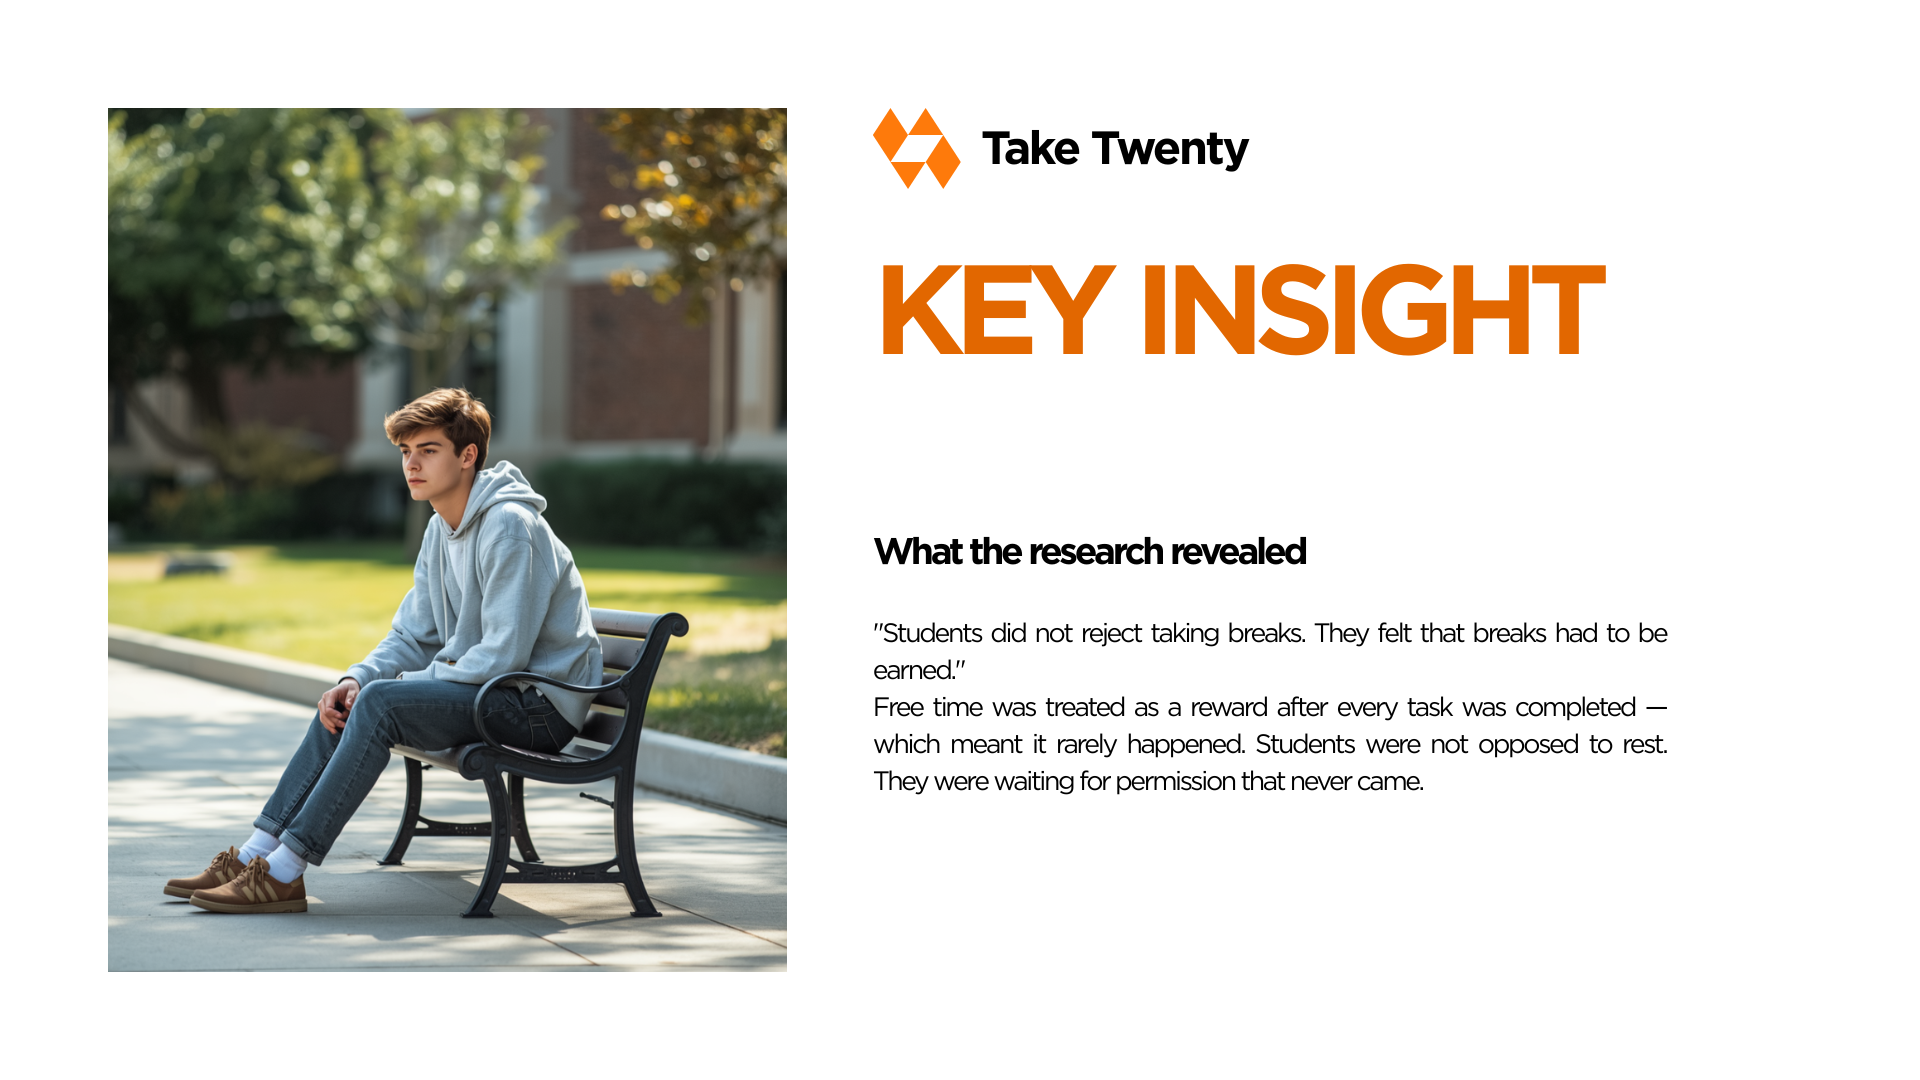 Take Twenty
KEY INSIGHT
What the research revealed
"Students did not reject taking breaks. They felt that breaks had to be
earned."
Free time was treated as a reward after every task was completed —
which meant it rarely happened. Students were not opposed to rest.
They were waiting for permission that never came.